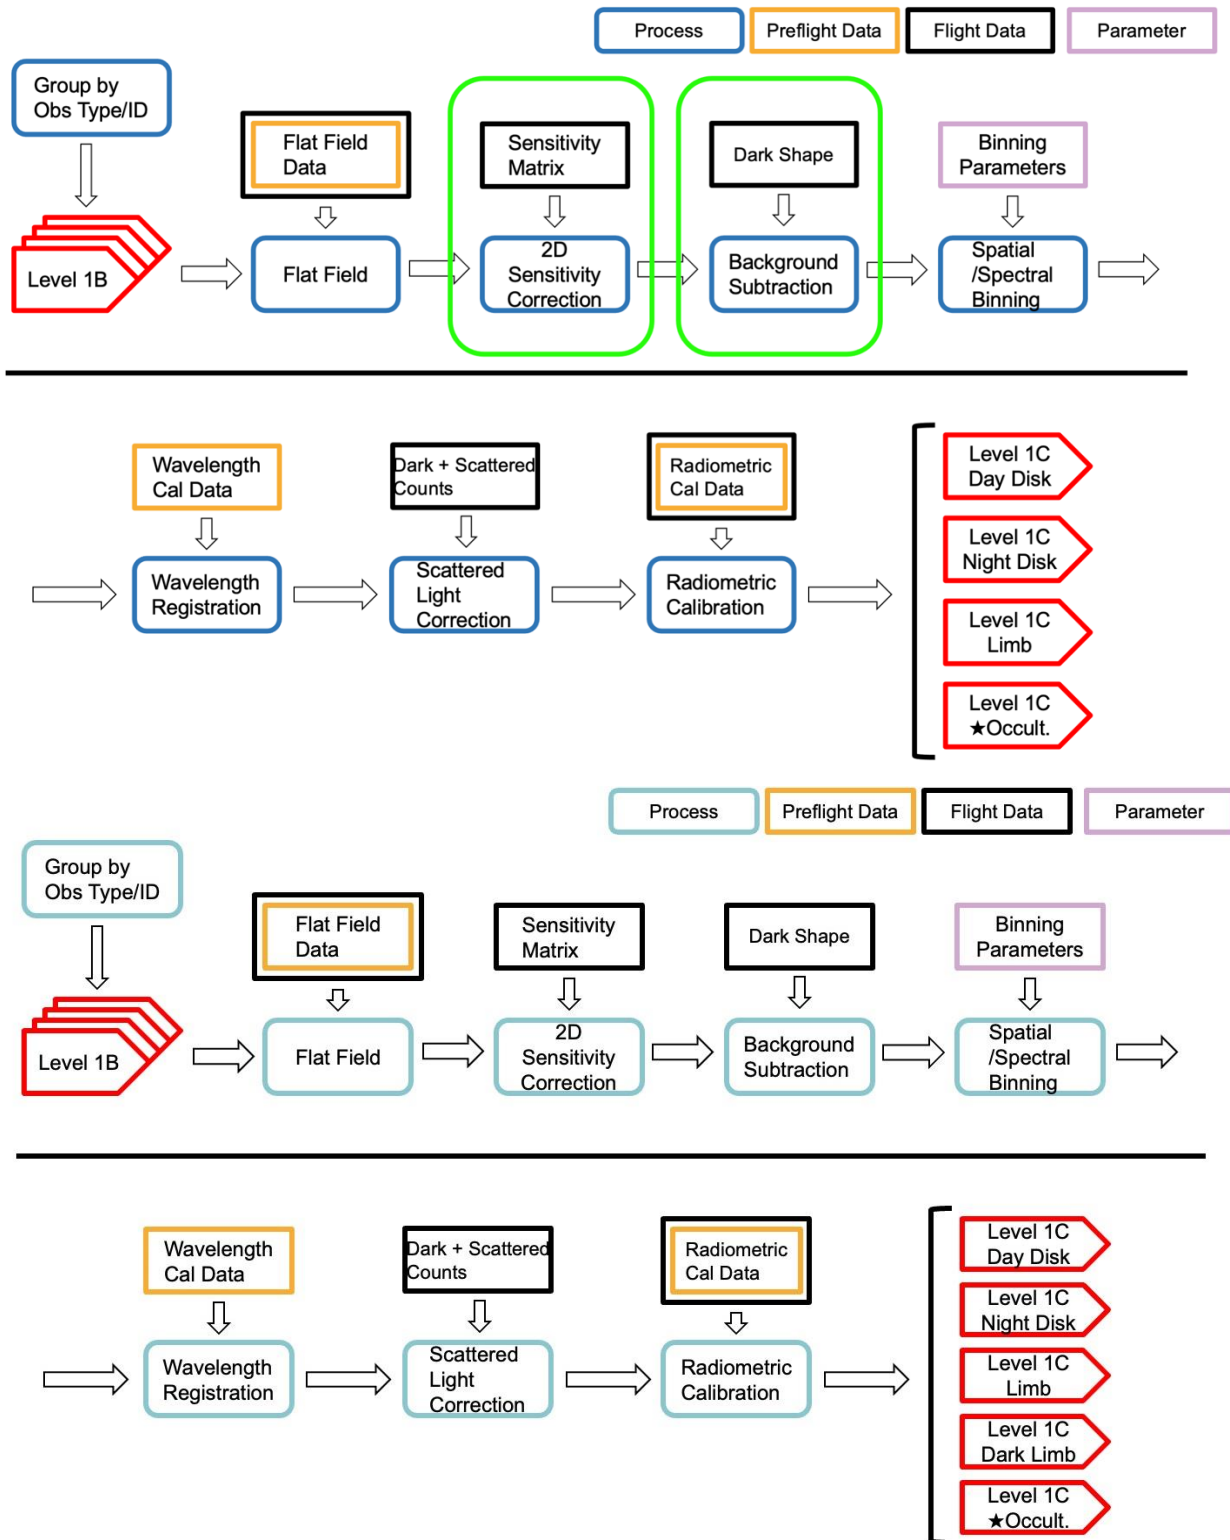 Process
Preflight Data
Flight Data
Parameter
Group by
Obs Type/ID
Flat Field
Data
Sensitivity
Matrix
Dark Shape
Binning
Parameters
Level 1B
Flat Field
2D
Sensitivity
Correction
Background
Subtraction
Spatial
/Spectral
Binning
Wavelength
Cal Data
Dark + Scattered
Counts
Radiometric
Cal Data
Wavelength
Registration
Scattered
Light
Correction
Radiometric
Calibration
Level 1C
Day Disk
Level 1C
Night Disk
Level 1C
Limb
Level 1C
★Occult.
Process
Preflight Data
Flight Data
Parameter
Group by
Obs Type/ID
Flat Field
Data
Sensitivity
Matrix
Dark Shape
Binning
Parameters
Level 1B
Flat Field
2D
Sensitivity
Correction
Background
Subtraction
Spatial
/Spectral
Binning
Wavelength
Cal Data
Dark + Scattered
Counts
Radiometric
Cal Data
Wavelength
Registration
Scattered
Light
Correction
Radiometric
Calibration
Level 1C
Day Disk
Level 1C
Night Disk
Level 1C
Limb
Level 1C
Dark Limb
Level 1C
★Occult.